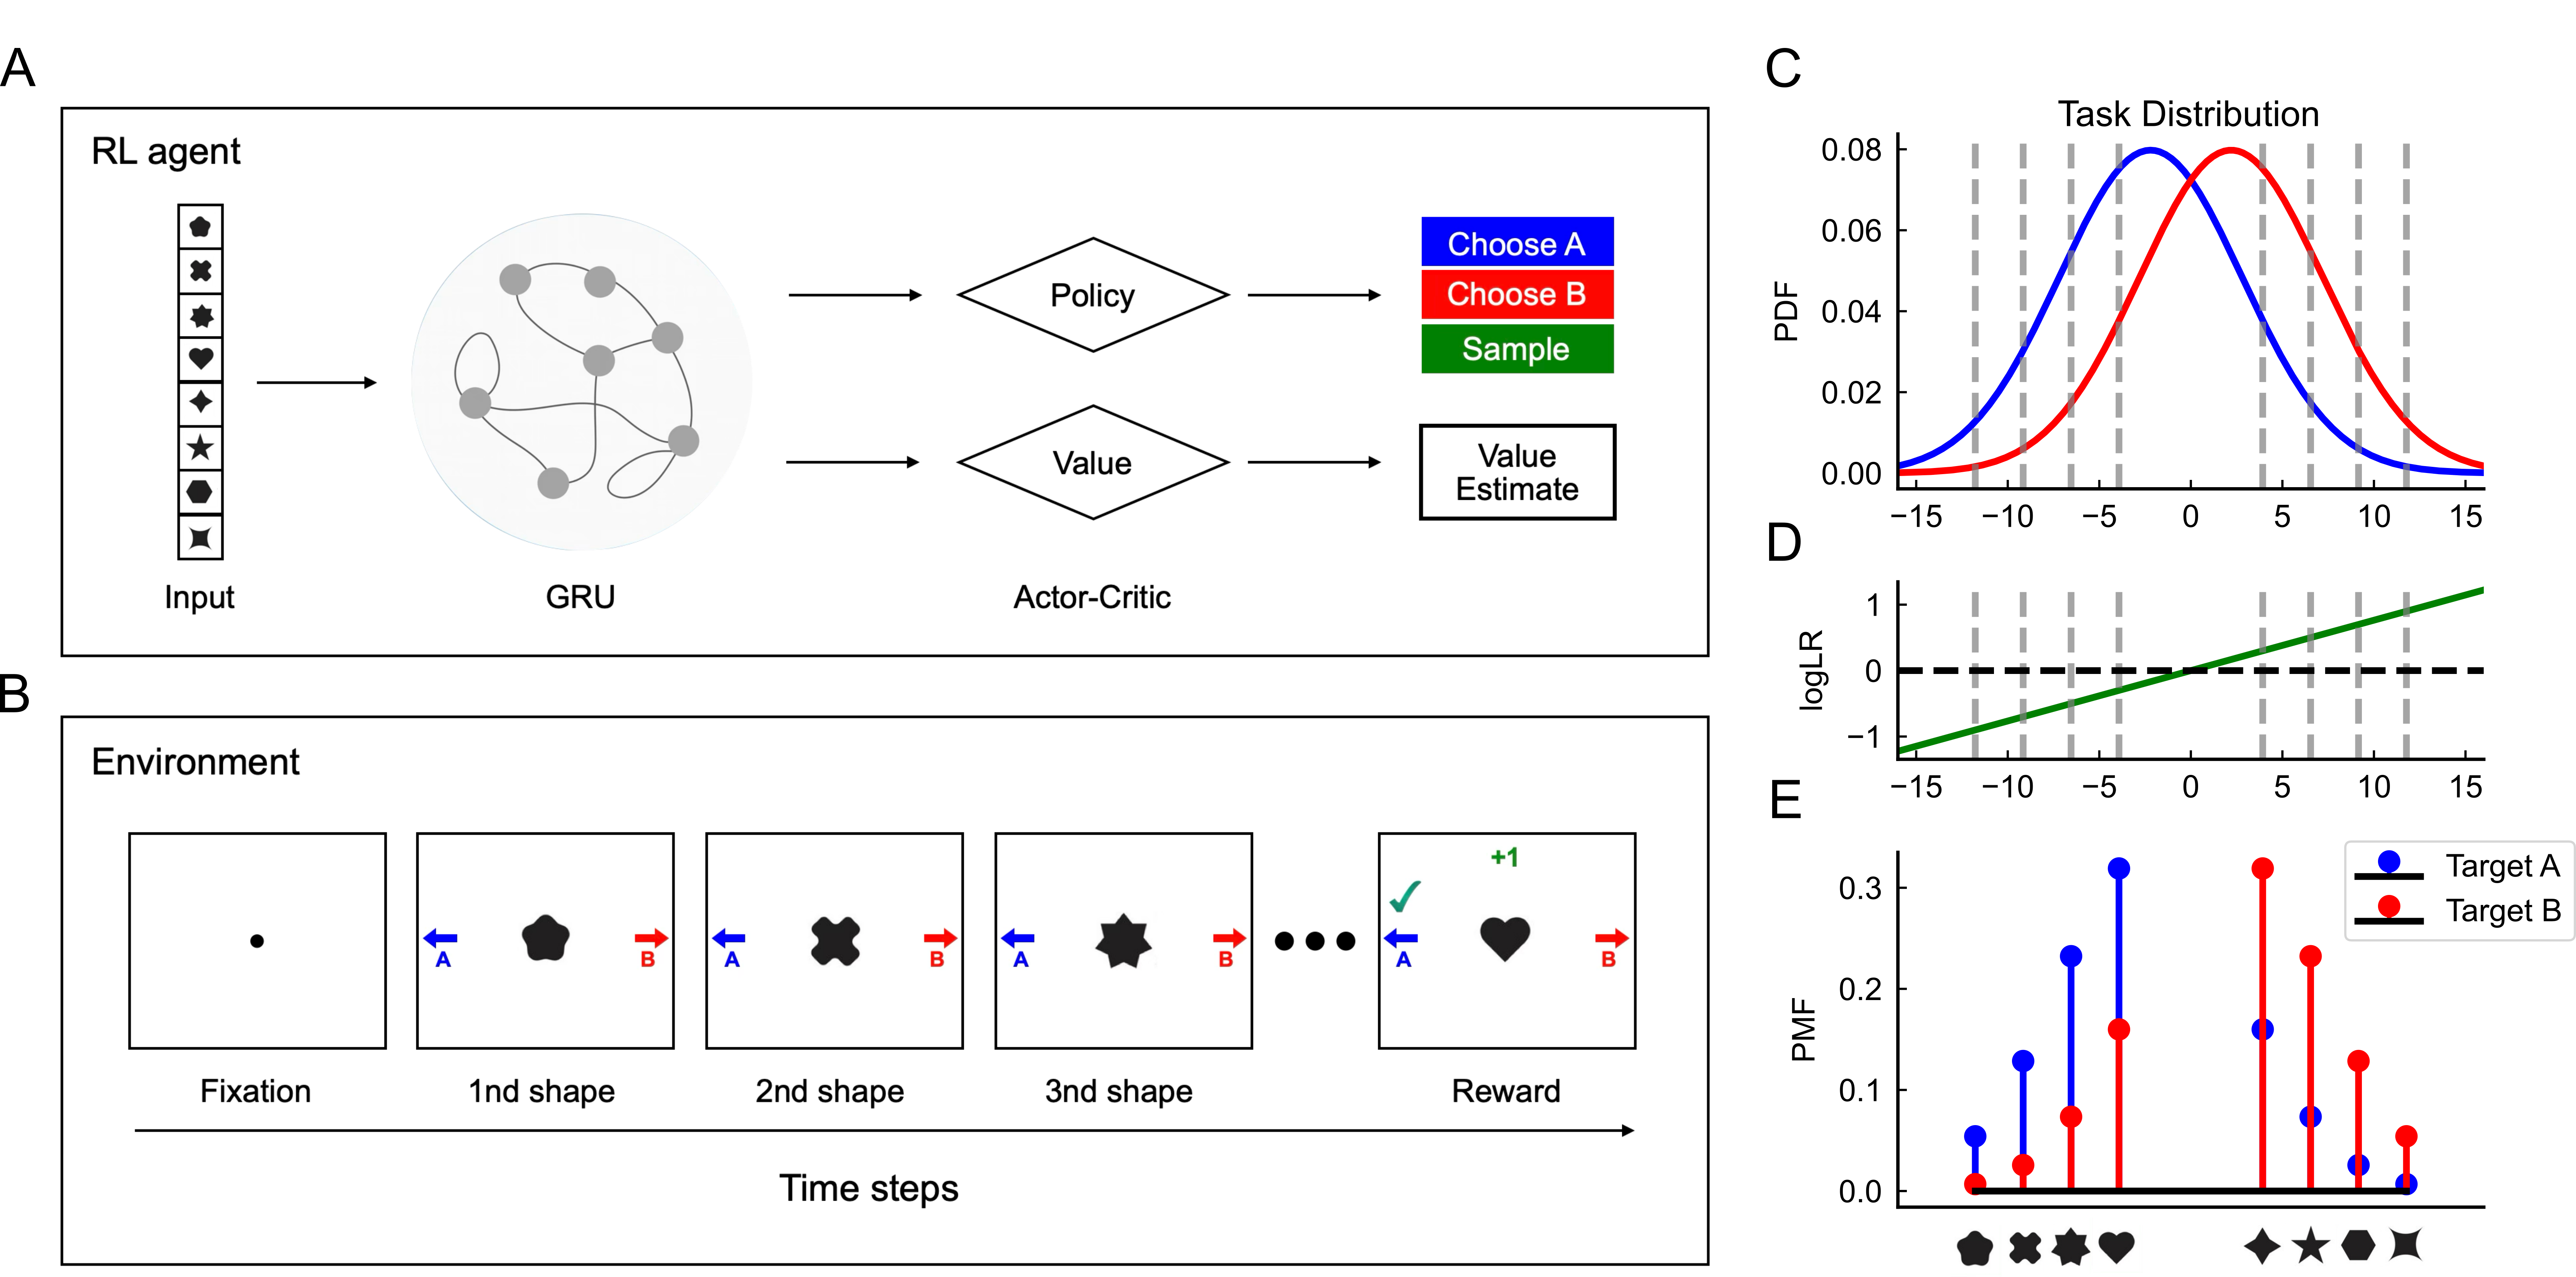 A
RL agent
Input
GRU
Policy
Value
Actor-Critic
Choose A
Choose B
Sample
Value
Estimate
B
Environment
A
B
A
B
A
B
+1
A
B
Fixation
1nd shape
2nd shape
3nd shape
Reward
Time steps
C
Task Distribution
PDF
0.08
0.06
0.04
0.02
0.00
−15 −10 −5 0 5 10 15
D
logLR
1
0
−1
−15 −10 −5 0 5 10 15
E
PMF
0.3
0.2
0.1
0.0
Target A
Target B